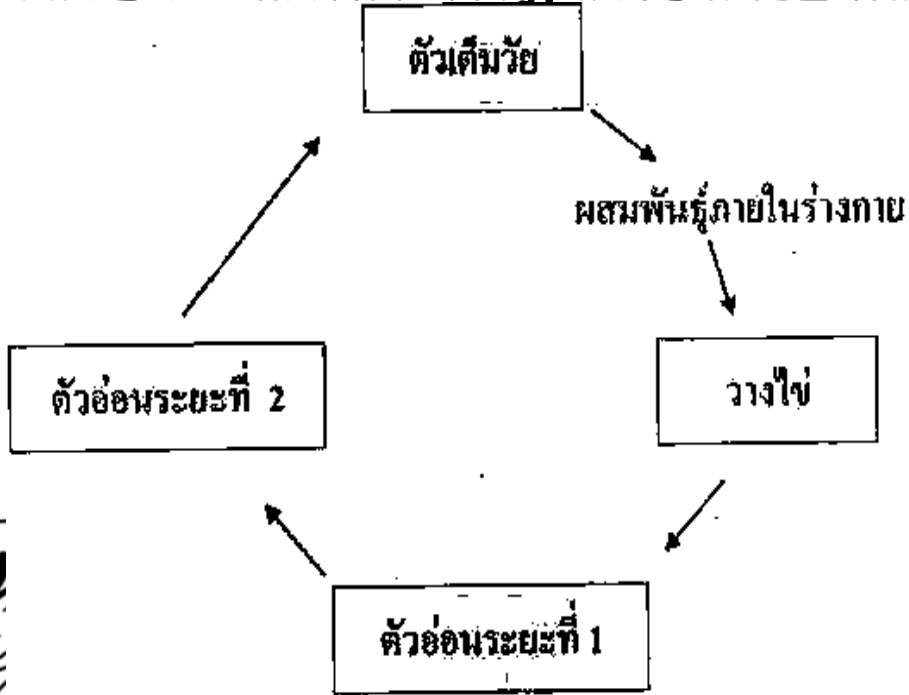 ตัวเต็มวัย
ผสมพันธุ์ภายในร่างกาย
วางไข่
ตัวอ่อนระยะที่ 1
ตัวอ่อนระยะที่ 2